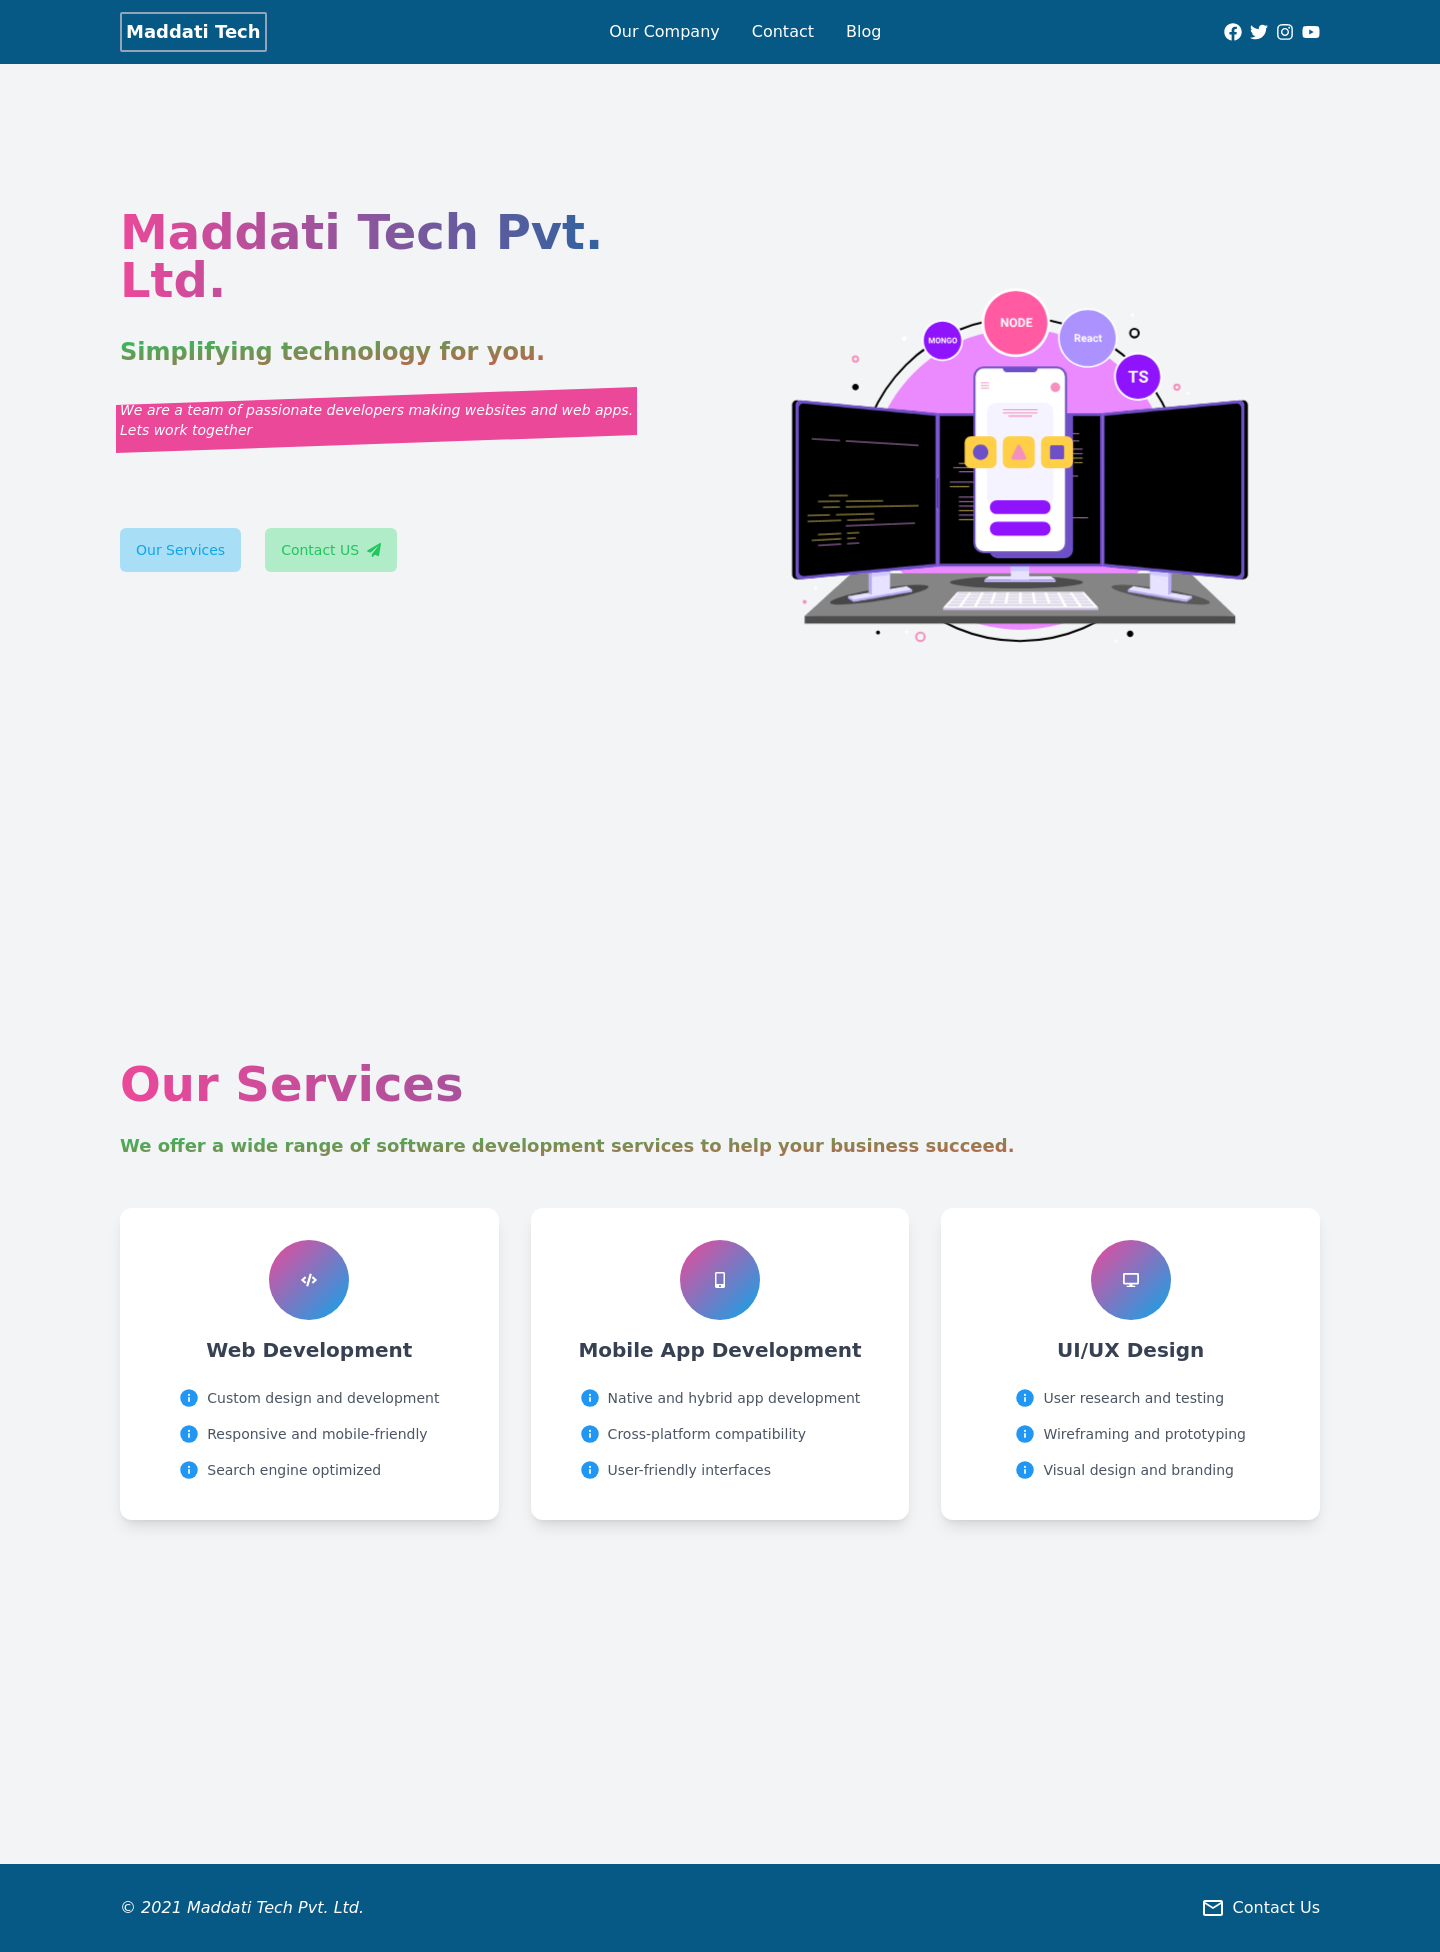 Maddati Tech
Our Company
Contact
Blog
Maddati Tech Pvt.
Ltd.
Simplifying technology for you.
We are a team of passionate developers making websites and web apps.
Lets work together
Our Services
Contact US
MONGO
NODE
React
TS
Our Services
We offer a wide range of software development services to help your business succeed.
Web Development
Custom design and development
Responsive and mobile-friendly
Search engine optimized
Mobile App Development
Native and hybrid app development
Cross-platform compatibility
User-friendly interfaces
UI/UX Design
User research and testing
Wireframing and prototyping
Visual design and branding
© 2021 Maddati Tech Pvt. Ltd.
Contact Us